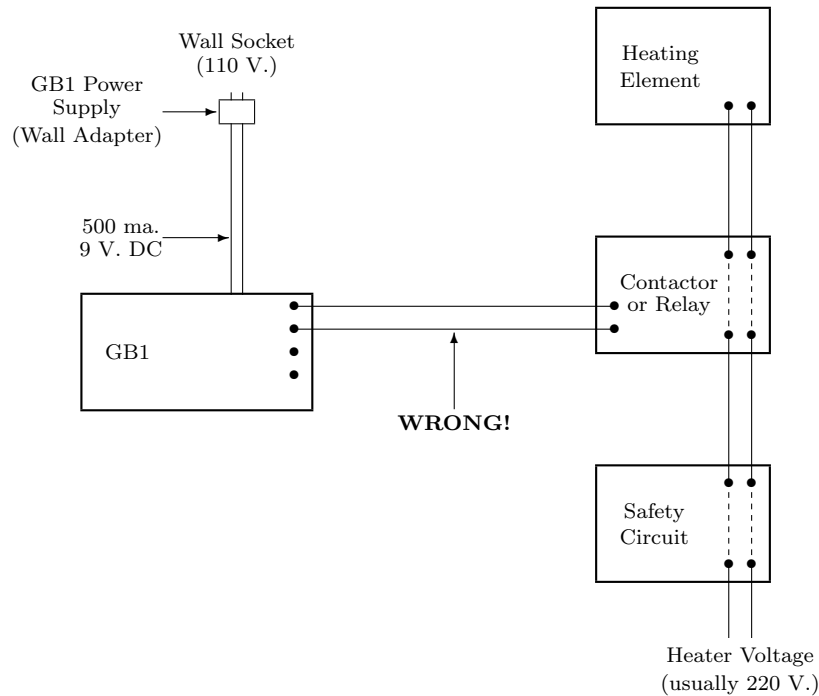 Wall Socket
(110 V.)
GB1 Power
Supply
(Wall Adapter)
500 ma.
9 V. DC
GB1
WRONG!
Heating
Element
Contactor
or Relay
Safety
Circuit
Heater Voltage
(usually 220 V.)